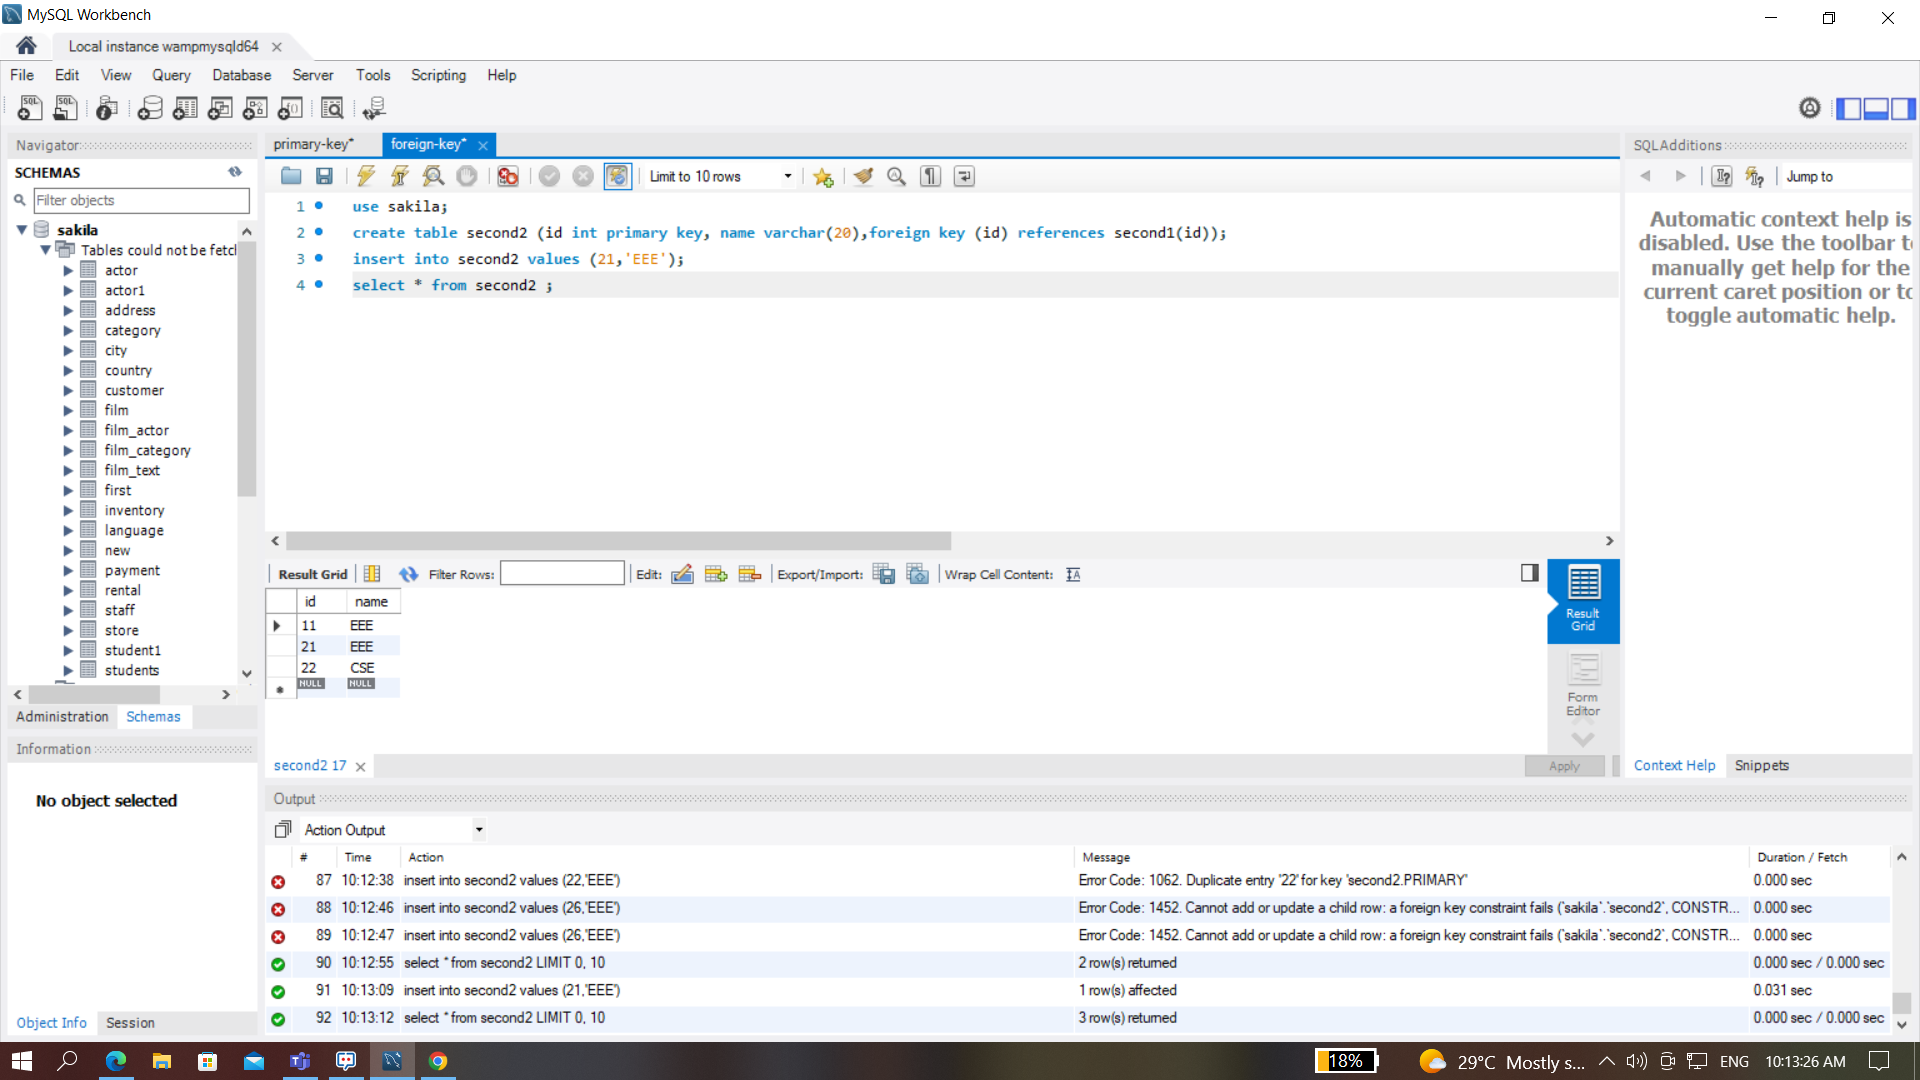 MySQL Workbench
Local instance wampmysqld64
File Edit View Query Database Server Tools Scripting Help
Navigator
SCHEMAS
Filter objects
sakila
Tables could not be fetcl
actor
actor1
address
category
city
country
customer
film
film_actor
film_category
film_text
first
inventory
language
new
payment
rental
staff
store
student1
students
Administration Schemas
Information
No object selected
Object Info Session
primary-key* foreign-key*
Limit to 10 rows
1 use sakila;
2 create table second2 (id int primary key, name varchar(20),foreign key (id) references second1(id));
3 insert into second2 values (21,'EEE');
4 select * from second2 ;
Result Grid Filter Rows: Edit: Export/Import: Wrap Cell Content:
id name
11 EEE
21 EEE
22 CSE
NULL NULL
Result Grid
Form Editor
second2 17
Apply
SQLAdditions
Jump to
Automatic context help is
disabled. Use the toolbar to
manually get help for the
current caret position or to
toggle automatic help.
Context Help Snippets
Output
Action Output
# Time Action Message Duration / Fetch
87 10:12:38 insert into second2 values (22,'EEE') Error Code: 1062. Duplicate entry '22' for key 'second2.PRIMARY' 0.000 sec
88 10:12:46 insert into second2 values (26,'EEE') Error Code: 1452. Cannot add or update a child row: a foreign key constraint fails (`sakila`.`second2`, CONSTR... 0.000 sec
89 10:12:47 insert into second2 values (26,'EEE') Error Code: 1452. Cannot add or update a child row: a foreign key constraint fails (`sakila`.`second2`, CONSTR... 0.000 sec
90 10:12:55 select * from second2 LIMIT 0, 10 2 row(s) returned 0.000 sec / 0.000 sec
91 10:13:09 insert into second2 values (21,'EEE') 1 row(s) affected 0.031 sec
92 10:13:12 select * from second2 LIMIT 0, 10 3 row(s) returned 0.000 sec / 0.000 sec
18% 29°C Mostly s... ENG 10:13:26 AM